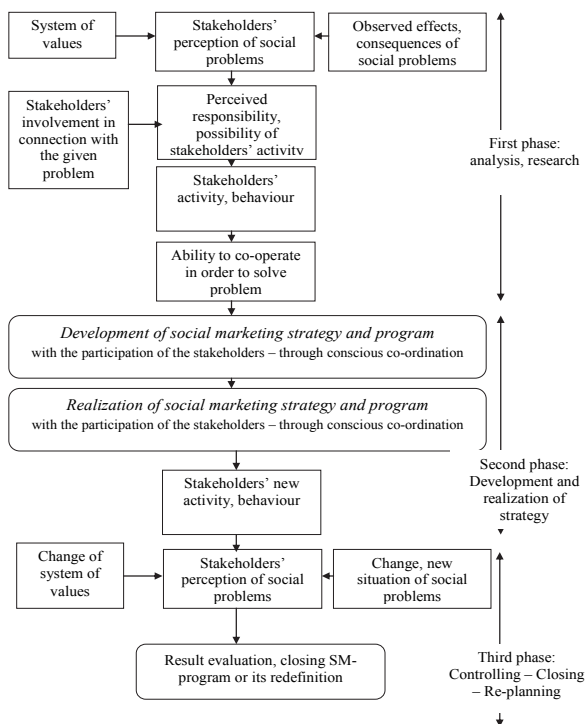 System of
values
Stakeholders'
perception of social
problems
Observed effects,
consequences of
social problems
Stakeholders'
involvement in
connection with
the given
problem
Perceived
responsibility,
possibility of
stakeholders' activity
First phase:
analysis, research
Stakeholders'
activity, behaviour
Ability to co-operate
in order to solve
problem
Development of social marketing strategy and program
with the participation of the stakeholders – through conscious co-ordination
Realization of social marketing strategy and program
with the participation of the stakeholders – through conscious co-ordination
Second phase:
Development and
realization of
strategy
Stakeholders' new
activity, behaviour
Change of
system of
values
Stakeholders'
perception of social
problems
Change, new
situation of social
problems
Result evaluation, closing SM-
program or its redefinition
Third phase:
Controlling – Closing
– Re-planning